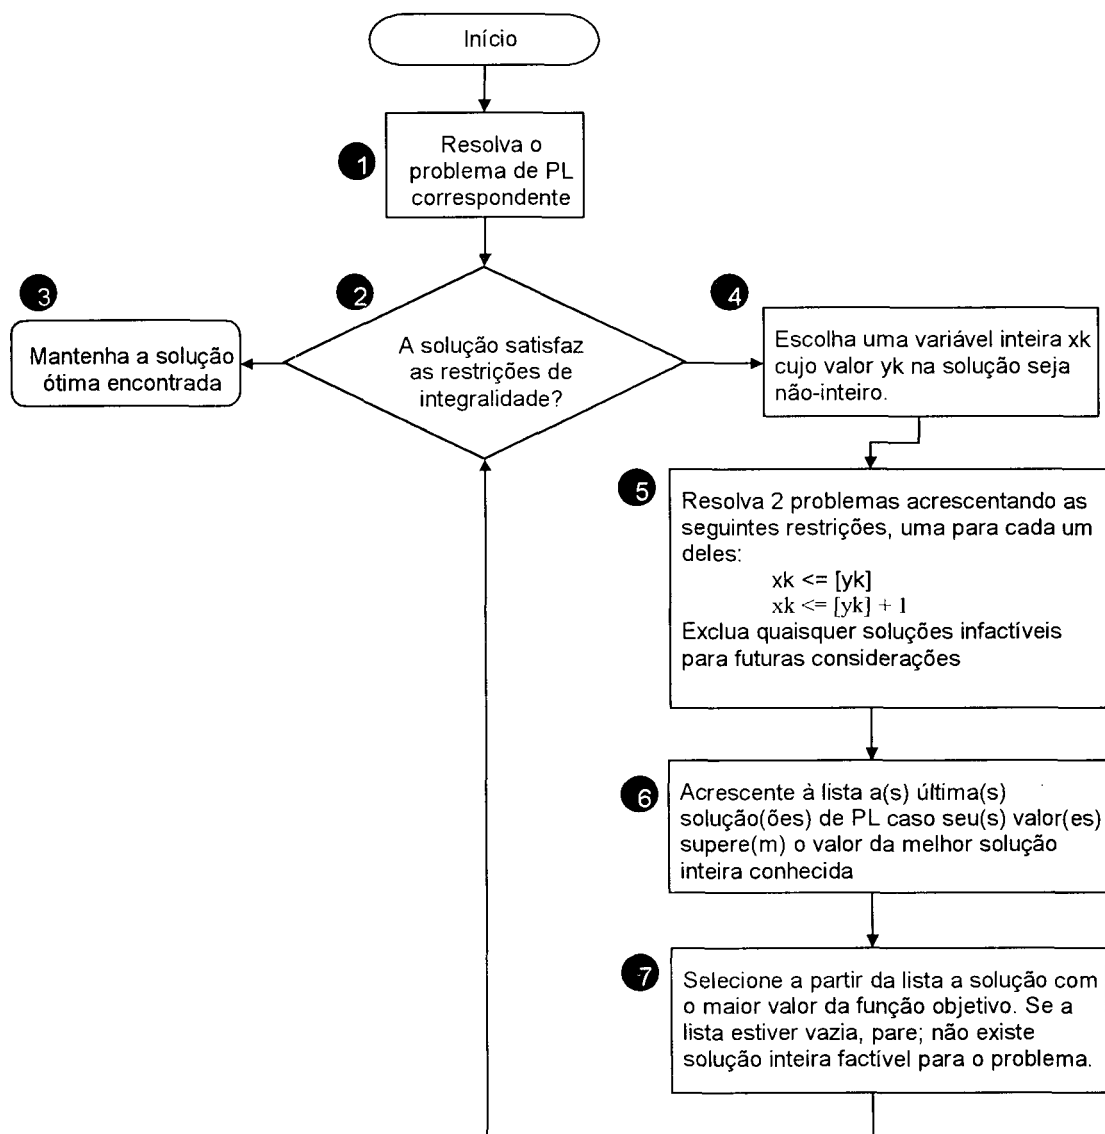 Início
1
Resolva o
problema de PL
correspondente
3
2
4
Mantenha a solução
ótima encontrada
A solução satisfaz
as restrições de
integralidade?
Escolha uma variável inteira xk
cujo valor yk na solução seja
não-inteiro.
5
Resolva 2 problemas acrescentando as
seguintes restrições, uma para cada um
deles:
xk <= [yk]
xk <= [yk] + 1
Exclua quaisquer soluções infactíveis
para futuras considerações
6
Acrescente à lista a(s) última(s)
solução(ões) de PL caso seu(s) valor(es)
supere(m) o valor da melhor solução
inteira conhecida
7
Selecione a partir da lista a solução com
o maior valor da função objetivo. Se a
lista estiver vazia, pare; não existe
solução inteira factível para o problema.